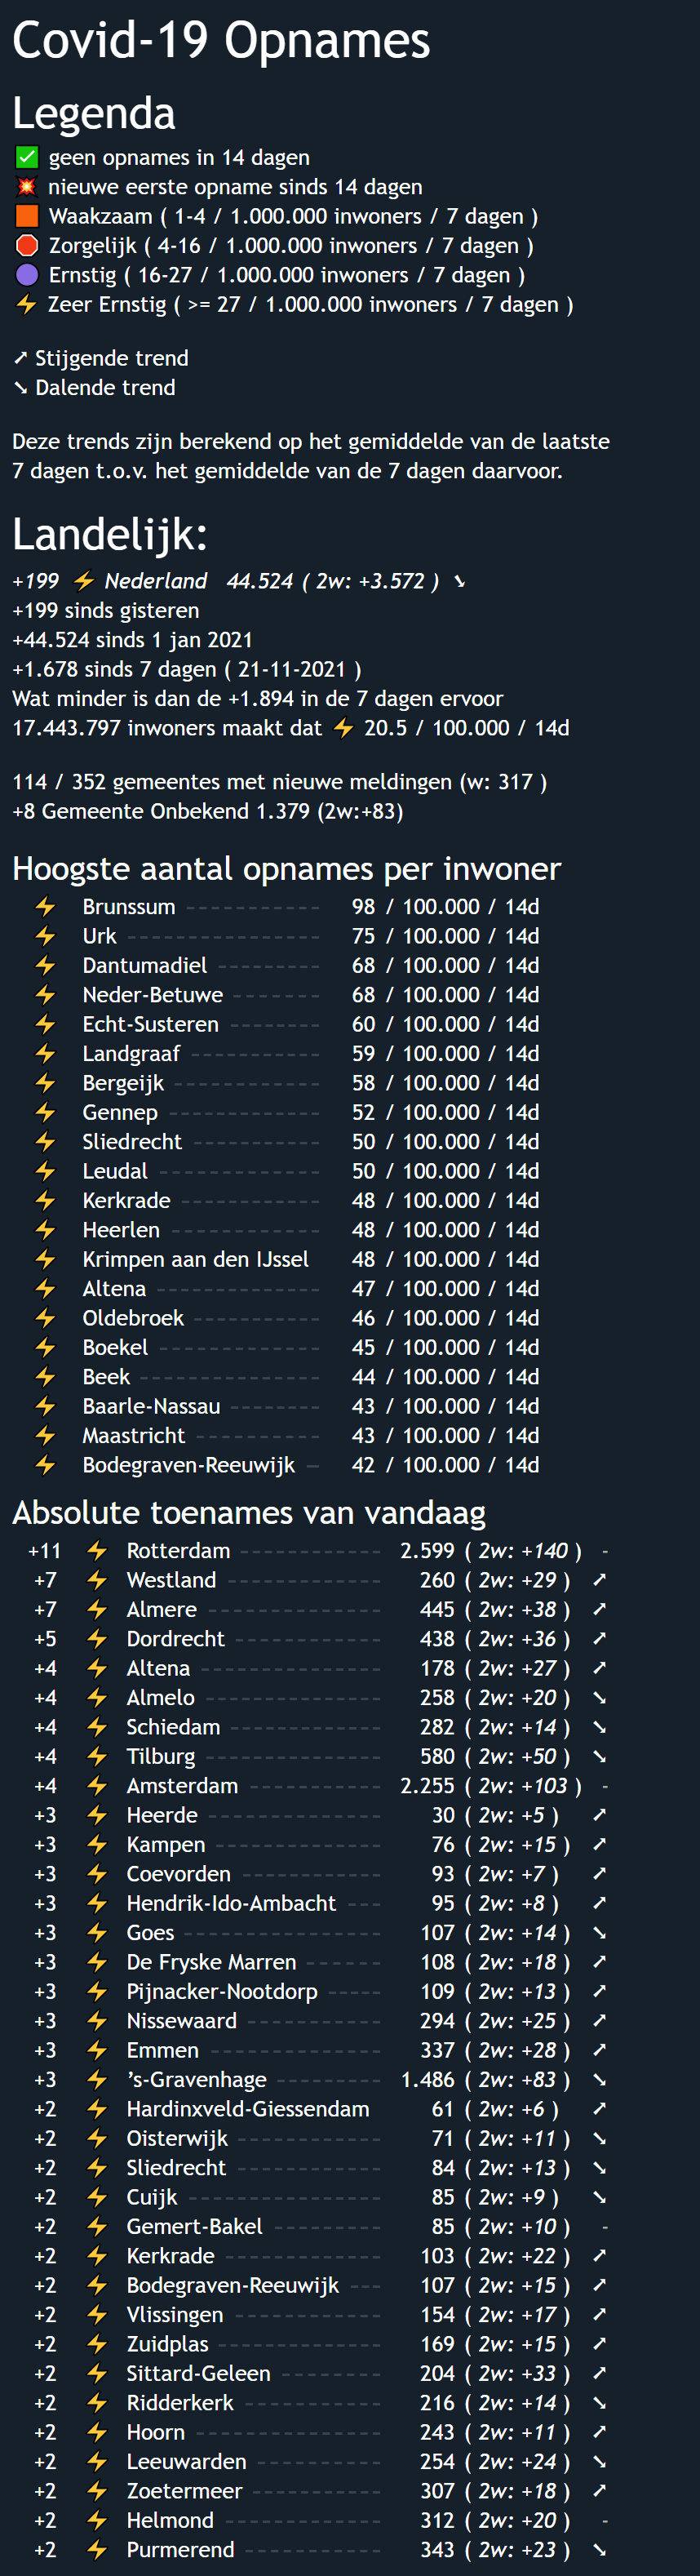 Covid-19 Opnames
Legenda
✅ geen opnames in 14 dagen
💥 nieuwe eerste opname sinds 14 dagen
🟧 Waakzaam ( 1-4 / 1.000.000 inwoners / 7 dagen )
🛑 Zorgelijk ( 4-16 / 1.000.000 inwoners / 7 dagen )
🟣 Ernstig ( 16-27 / 1.000.000 inwoners / 7 dagen )
⚡ Zeer Ernstig ( >= 27 / 1.000.000 inwoners / 7 dagen )
➚ Stijgende trend
➘ Dalende trend
Deze trends zijn berekend op het gemiddelde van de laatste
7 dagen t.o.v. het gemiddelde van de 7 dagen daarvoor.
Landelijk:
+199 ⚡ Nederland 44.524 ( 2w: +3.572 ) ➘
+199 sinds gisteren
+44.524 sinds 1 jan 2021
+1.678 sinds 7 dagen ( 21-11-2021 )
Wat minder is dan de +1.894 in de 7 dagen ervoor
17.443.797 inwoners maakt dat ⚡ 20.5 / 100.000 / 14d
114 / 352 gemeentes met nieuwe meldingen (w: 317 )
+8 Gemeente Onbekend 1.379 (2w:+83)
Hoogste aantal opnames per inwoner
⚡ Brunssum ----------- 98 / 100.000 / 14d
⚡ Urk ---------------- 75 / 100.000 / 14d
⚡ Dantumadiel -------- 68 / 100.000 / 14d
⚡ Neder-Betuwe ------- 68 / 100.000 / 14d
⚡ Echt-Susteren ------- 60 / 100.000 / 14d
⚡ Landgraaf ----------- 59 / 100.000 / 14d
⚡ Bergeijk ------------ 58 / 100.000 / 14d
⚡ Gennep ------------- 52 / 100.000 / 14d
⚡ Sliedrecht ---------- 50 / 100.000 / 14d
⚡ Leudal ------------- 50 / 100.000 / 14d
⚡ Kerkrade ----------- 48 / 100.000 / 14d
⚡ Heerlen ------------ 48 / 100.000 / 14d
⚡ Krimpen aan den IJssel 48 / 100.000 / 14d
⚡ Altena ------------- 47 / 100.000 / 14d
⚡ Oldebroek ---------- 46 / 100.000 / 14d
⚡ Boekel ------------- 45 / 100.000 / 14d
⚡ Beek --------------- 44 / 100.000 / 14d
⚡ Baarle-Nassau ------- 43 / 100.000 / 14d
⚡ Maastricht ---------- 43 / 100.000 / 14d
⚡ Bodegraven-Reeuwijk - 42 / 100.000 / 14d
Absolute toenames van vandaag
+11 ⚡ Rotterdam ------------ 2.599 ( 2w: +140 ) -
+7 ⚡ Westland ------------- 260 ( 2w: +29 ) ➚
+7 ⚡ Almere --------------- 445 ( 2w: +38 ) ➚
+5 ⚡ Dordrecht ------------ 438 ( 2w: +36 ) ➚
+4 ⚡ Altena --------------- 178 ( 2w: +27 ) ➚
+4 ⚡ Almelo --------------- 258 ( 2w: +20 ) ➘
+4 ⚡ Schiedam ------------- 282 ( 2w: +14 ) ➘
+4 ⚡ Tilburg --------------- 580 ( 2w: +50 ) ➘
+4 ⚡ Amsterdam ----------- 2.255 ( 2w: +103 ) -
+3 ⚡ Heerde --------------- 30 ( 2w: +5 ) ➚
+3 ⚡ Kampen -------------- 76 ( 2w: +15 ) ➚
+3 ⚡ Coevorden ----------- 93 ( 2w: +7 ) ➚
+3 ⚡ Hendrik-Ido-Ambacht --- 95 ( 2w: +8 ) ➚
+3 ⚡ Goes ----------------- 107 ( 2w: +14 ) ➘
+3 ⚡ De Fryske Marren ------ 108 ( 2w: +18 ) ➚
+3 ⚡ Pijnacker-Nootdorp ----- 109 ( 2w: +13 ) ➚
+3 ⚡ Nissewaard ----------- 294 ( 2w: +25 ) ➚
+3 ⚡ Emmen --------------- 337 ( 2w: +28 ) ➚
+3 ⚡ ’s-Gravenhage --------- 1.486 ( 2w: +83 ) ➘
+2 ⚡ Hardinxveld-Giessendam 61 ( 2w: +6 ) ➚
+2 ⚡ Oisterwijk ------------ 71 ( 2w: +11 ) ➘
+2 ⚡ Sliedrecht ------------ 84 ( 2w: +13 ) ➘
+2 ⚡ Cuijk ---------------- 85 ( 2w: +9 ) ➘
+2 ⚡ Gemert-Bakel --------- 85 ( 2w: +10 ) -
+2 ⚡ Kerkrade ------------- 103 ( 2w: +22 ) ➚
+2 ⚡ Bodegraven-Reeuwijk --- 107 ( 2w: +15 ) ➚
+2 ⚡ Vlissingen ------------ 154 ( 2w: +17 ) ➚
+2 ⚡ Zuidplas -------------- 169 ( 2w: +15 ) ➚
+2 ⚡ Sittard-Geleen -------- 204 ( 2w: +33 ) ➚
+2 ⚡ Ridderkerk ------------ 216 ( 2w: +14 ) ➘
+2 ⚡ Hoorn ---------------- 243 ( 2w: +11 ) ➚
+2 ⚡ Leeuwarden ---------- 254 ( 2w: +24 ) ➘
+2 ⚡ Zoetermeer ----------- 307 ( 2w: +18 ) ➚
+2 ⚡ Helmond ------------- 312 ( 2w: +20 ) -
+2 ⚡ Purmerend ----------- 343 ( 2w: +23 ) ➘